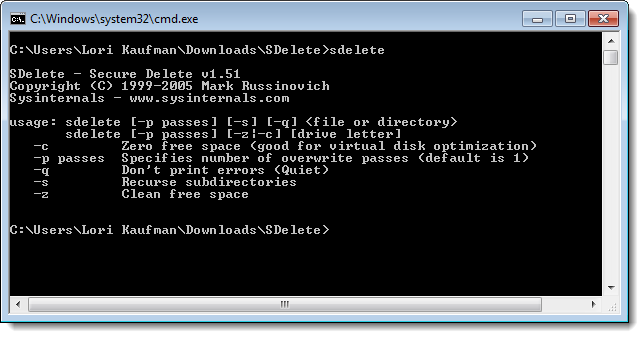 C:\Windows\system32\cmd.exe
C:\Users\Lori Kaufman\Downloads\SDelete>sdelete
SDelete - Secure Delete v1.51
Copyright (C) 1999-2005 Mark Russinovich
Sysinternals - www.sysinternals.com
usage: sdelete [-p passes] [-s] [-q] <file or directory>
sdelete [-p passes] [-z¦-c] [drive letter]
-c Zero free space (good for virtual disk optimization)
-p passes Specifies number of overwrite passes (default is 1)
-q Don't print errors (Quiet)
-s Recurse subdirectories
-z Clean free space
C:\Users\Lori Kaufman\Downloads\SDelete>